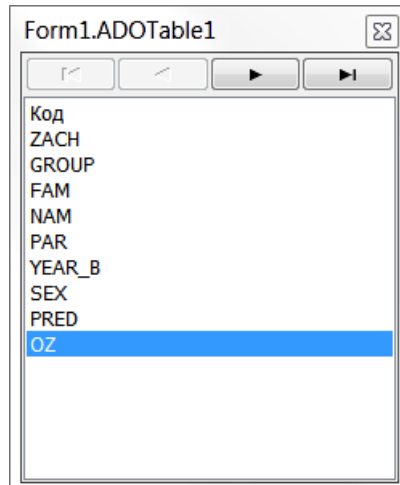 Form1.ADOTable1
Код
ZACH
GROUP
FAM
NAM
PAR
YEAR_B
SEX
PRED
OZ